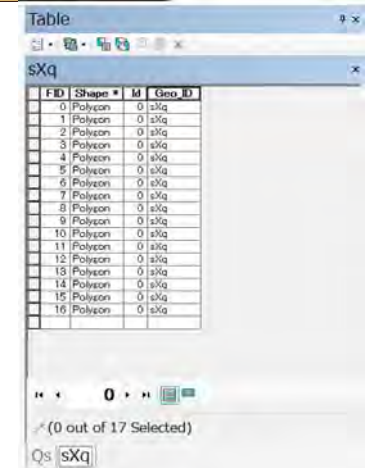 Table
sXq
FID Shape * Id Geo_ID
0 Polygon 0 sXq
1 Polygon 0 sXq
2 Polygon 0 sXq
3 Polygon 0 sXq
4 Polygon 0 sXq
5 Polygon 0 sXq
6 Polygon 0 sXq
7 Polygon 0 sXq
8 Polygon 0 sXq
9 Polygon 0 sXq
10 Polygon 0 sXq
11 Polygon 0 sXq
12 Polygon 0 sXq
13 Polygon 0 sXq
14 Polygon 0 sXq
15 Polygon 0 sXq
16 Polygon 0 sXq
0
(0 out of 17 Selected)
Qs sXq